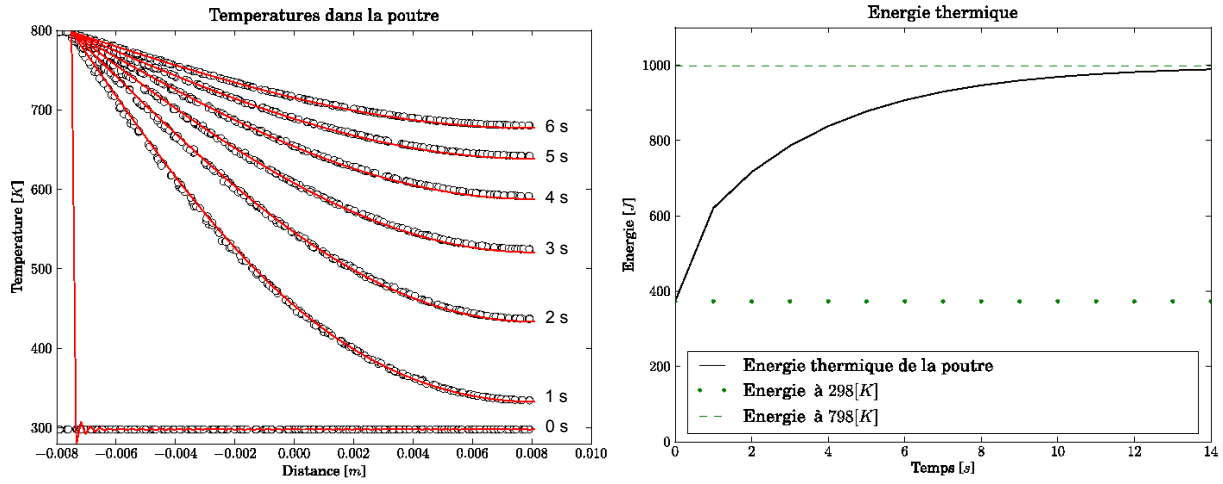 Temperatures dans la poutre
800
700
600
500
400
300
Temperature [K]
6 s
5 s
4 s
3 s
2 s
1 s
0 s
−0.008 −0.006 −0.004 −0.002 0.000 0.002 0.004 0.006 0.008 0.010
Distance [m]
Energie thermique
1000
800
600
400
200
0
Energie [J]
Energie thermique de la poutre
Energie à 298[K]
Energie à 798[K]
0 2 4 6 8 10 12 14
Temps [s]